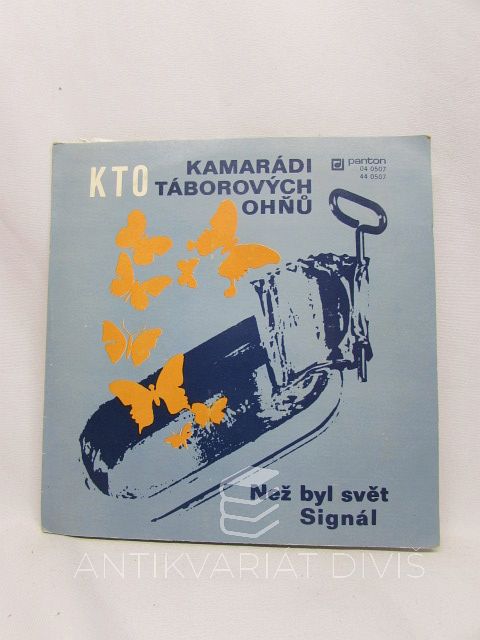 KTO
KAMARÁDI
TÁBOROVÝCH
OHŇŮ
panton
04 0507
44 0507
Než byl svět
Signál
ANTIKVARIÁT DIVIŠ